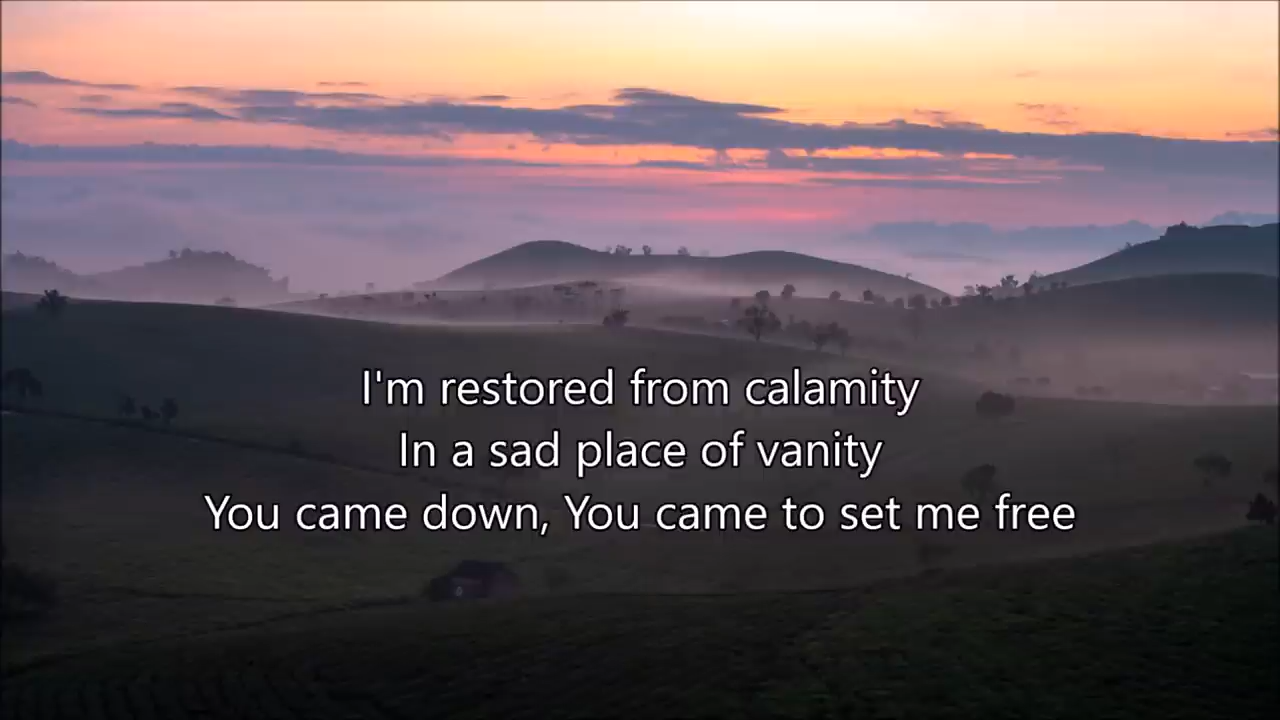 I'm restored from calamity
In a sad place of vanity
You came down, You came to set me free